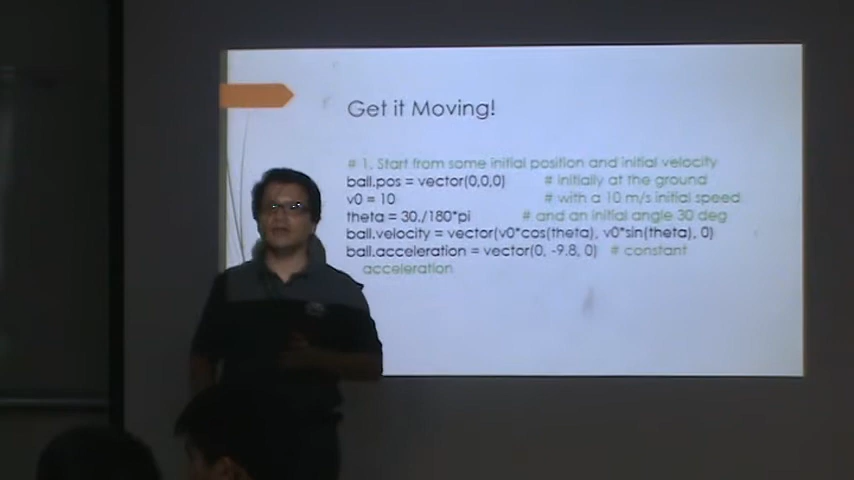 Get it Moving!
# 1. Start from some initial position and initial velocity
ball.pos = vector(0,0,0) # initially at the ground
v0 = 10 # with a 10 m/s initial speed
theta = 30./180*pi # and an initial angle 30 deg
ball.velocity = vector(v0*cos(theta), v0*sin(theta), 0)
ball.acceleration = vector(0, -9.8, 0) # constant
acceleration